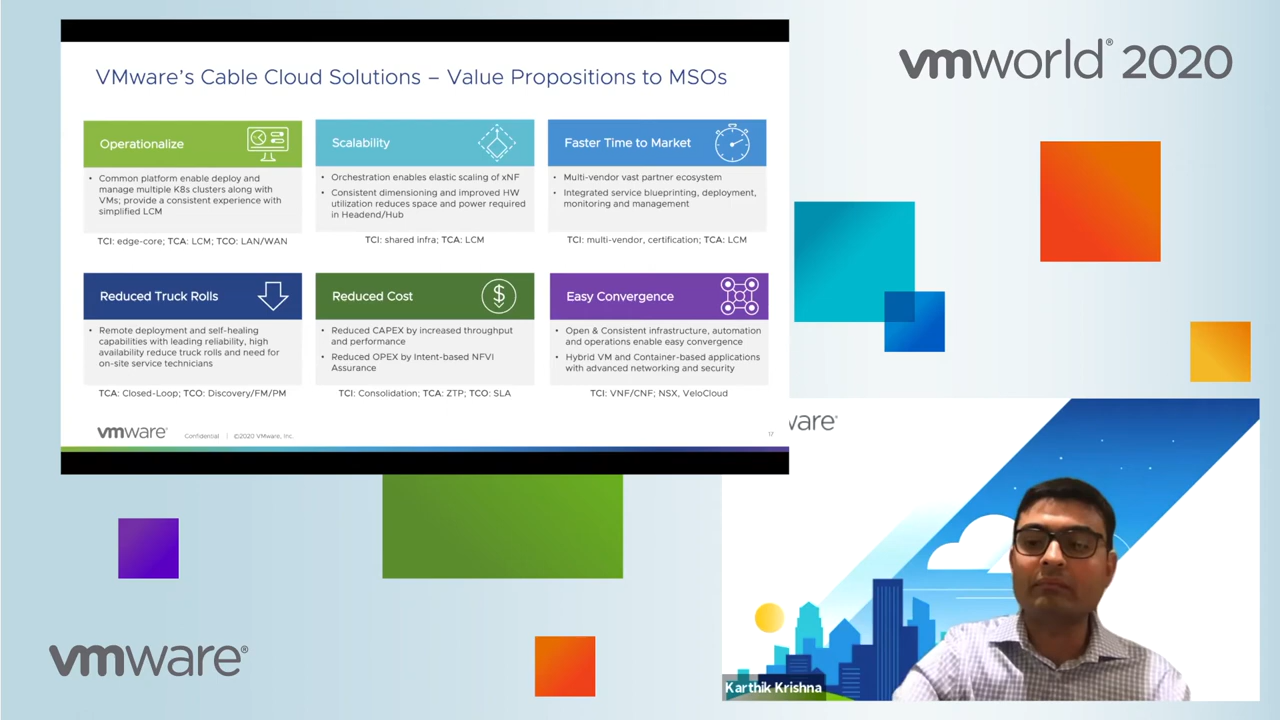 VMware's Cable Cloud Solutions – Value Propositions to MSOs
Operationalize
• Common platform enable deploy and
manage multiple K8s clusters along with
VMs; provide a consistent experience with
simplified LCM
TCI: edge-core; TCA: LCM; TCO: LAN/WAN
Scalability
• Orchestration enables elastic scaling of xNF
• Consistent dimensioning and improved HW
utilization reduces space and power required
in Headend/Hub
TCI: shared infra; TCA: LCM
Faster Time to Market
• Multi-vendor vast partner ecosystem
• Integrated service blueprinting, deployment,
monitoring and management
TCI: multi-vendor, certification; TCA: LCM
Reduced Truck Rolls
• Remote deployment and self-healing
capabilities with leading reliability, high
availability reduce truck rolls and need for
on-site service technicians
TCA: Closed-Loop; TCO: Discovery/FM/PM
Reduced Cost
$
• Reduced CAPEX by increased throughput
and performance
• Reduced OPEX by Intent-based NFVI
Assurance
TCI: Consolidation; TCA: ZTP; TCO: SLA
Easy Convergence
• Open & Consistent infrastructure, automation
and operations enable easy convergence
• Hybrid VM and Container-based applications
with advanced networking and security
TCI: VNF/CNF; NSX, VeloCloud
vmware® Confidential | ©2020 VMware, Inc. 17
vmworld® 2020
ware®
Karthik Krishna
vmware®